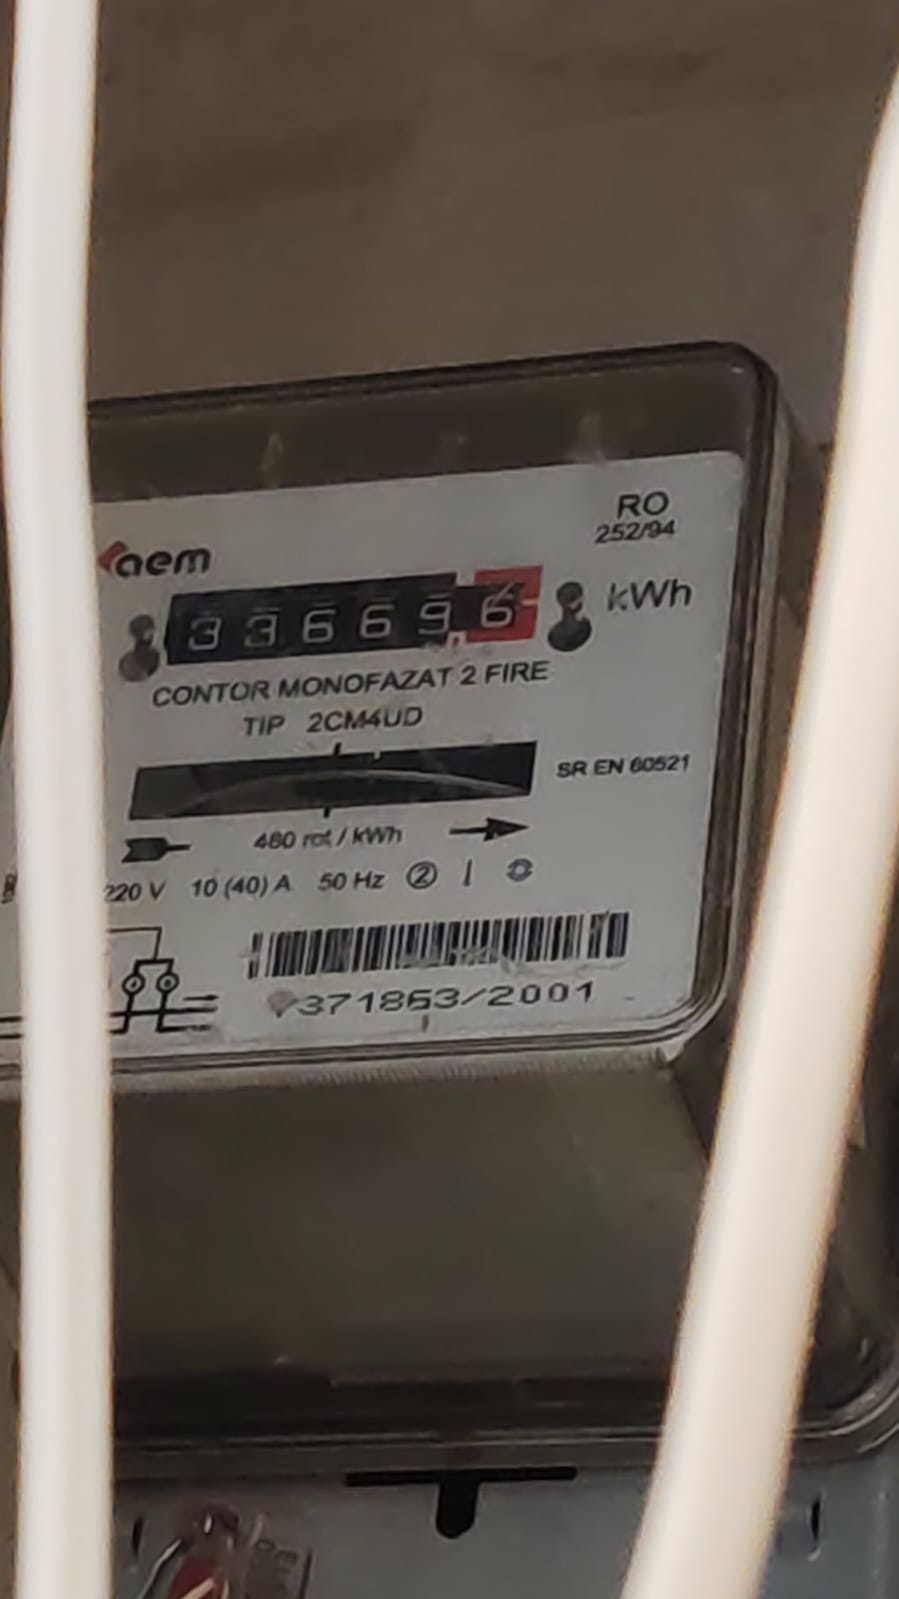 RO
252/94
aem
336696 kWh
CONTOR MONOFAZAT 2 FIRE
TIP 2CM4UD
SR EN 60521
480 rot/kWh
220 V 10 (40) A 50 Hz 2
371863/2001